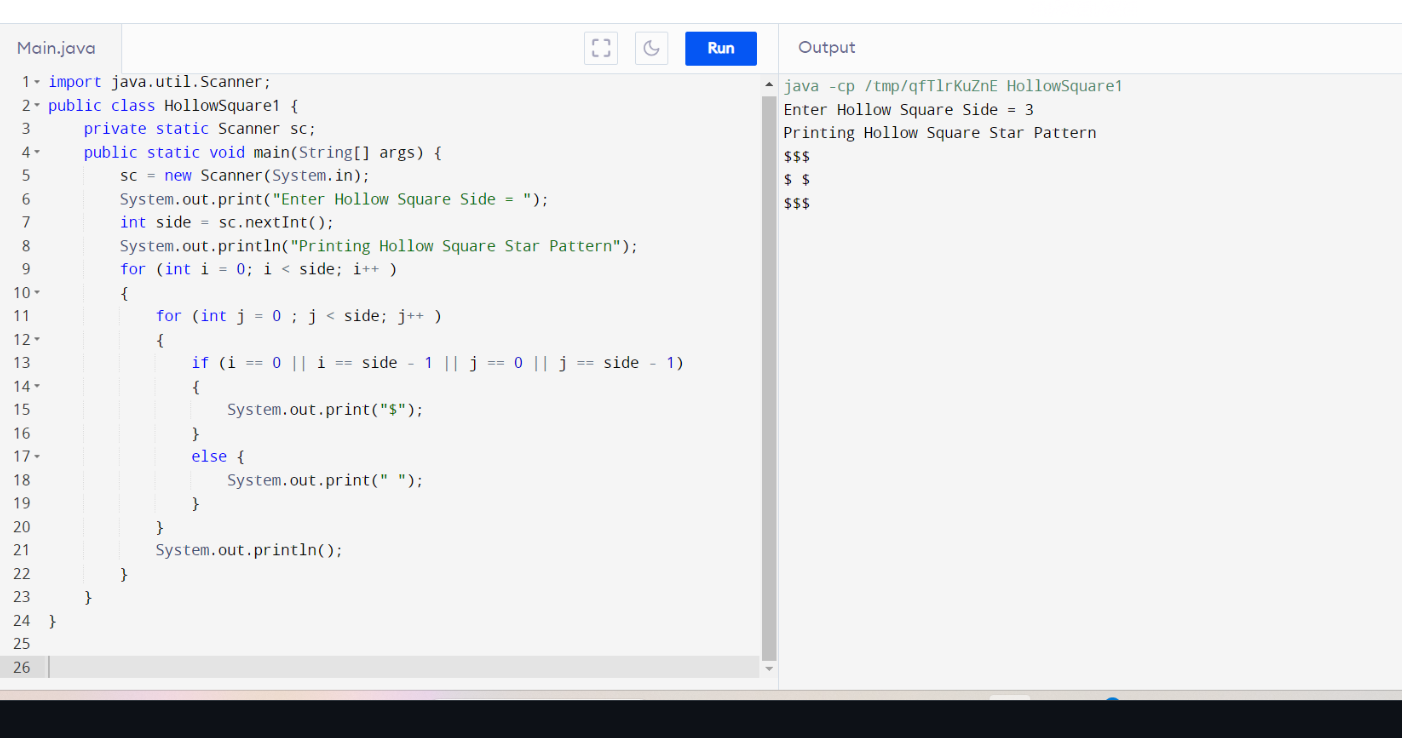 Main.java
Run
Output
1 import java.util.Scanner;
2 public class HollowSquare1 {
3     private static Scanner sc;
4     public static void main(String[] args) {
5         sc = new Scanner(System.in);
6         System.out.print("Enter Hollow Square Side = ");
7         int side = sc.nextInt();
8         System.out.println("Printing Hollow Square Star Pattern");
9         for (int i = 0; i < side; i++ )
10         {
11             for (int j = 0 ; j < side; j++ )
12             {
13                 if (i == 0 || i == side - 1 || j == 0 || j == side - 1)
14                 {
15                     System.out.print("$");
16                 }
17                 else {
18                     System.out.print(" ");
19                 }
20             }
21             System.out.println();
22         }
23     }
24 }
25
26
java -cp /tmp/qfTlrKuZnE HollowSquare1
Enter Hollow Square Side = 3
Printing Hollow Square Star Pattern
$$$
$ $
$$$